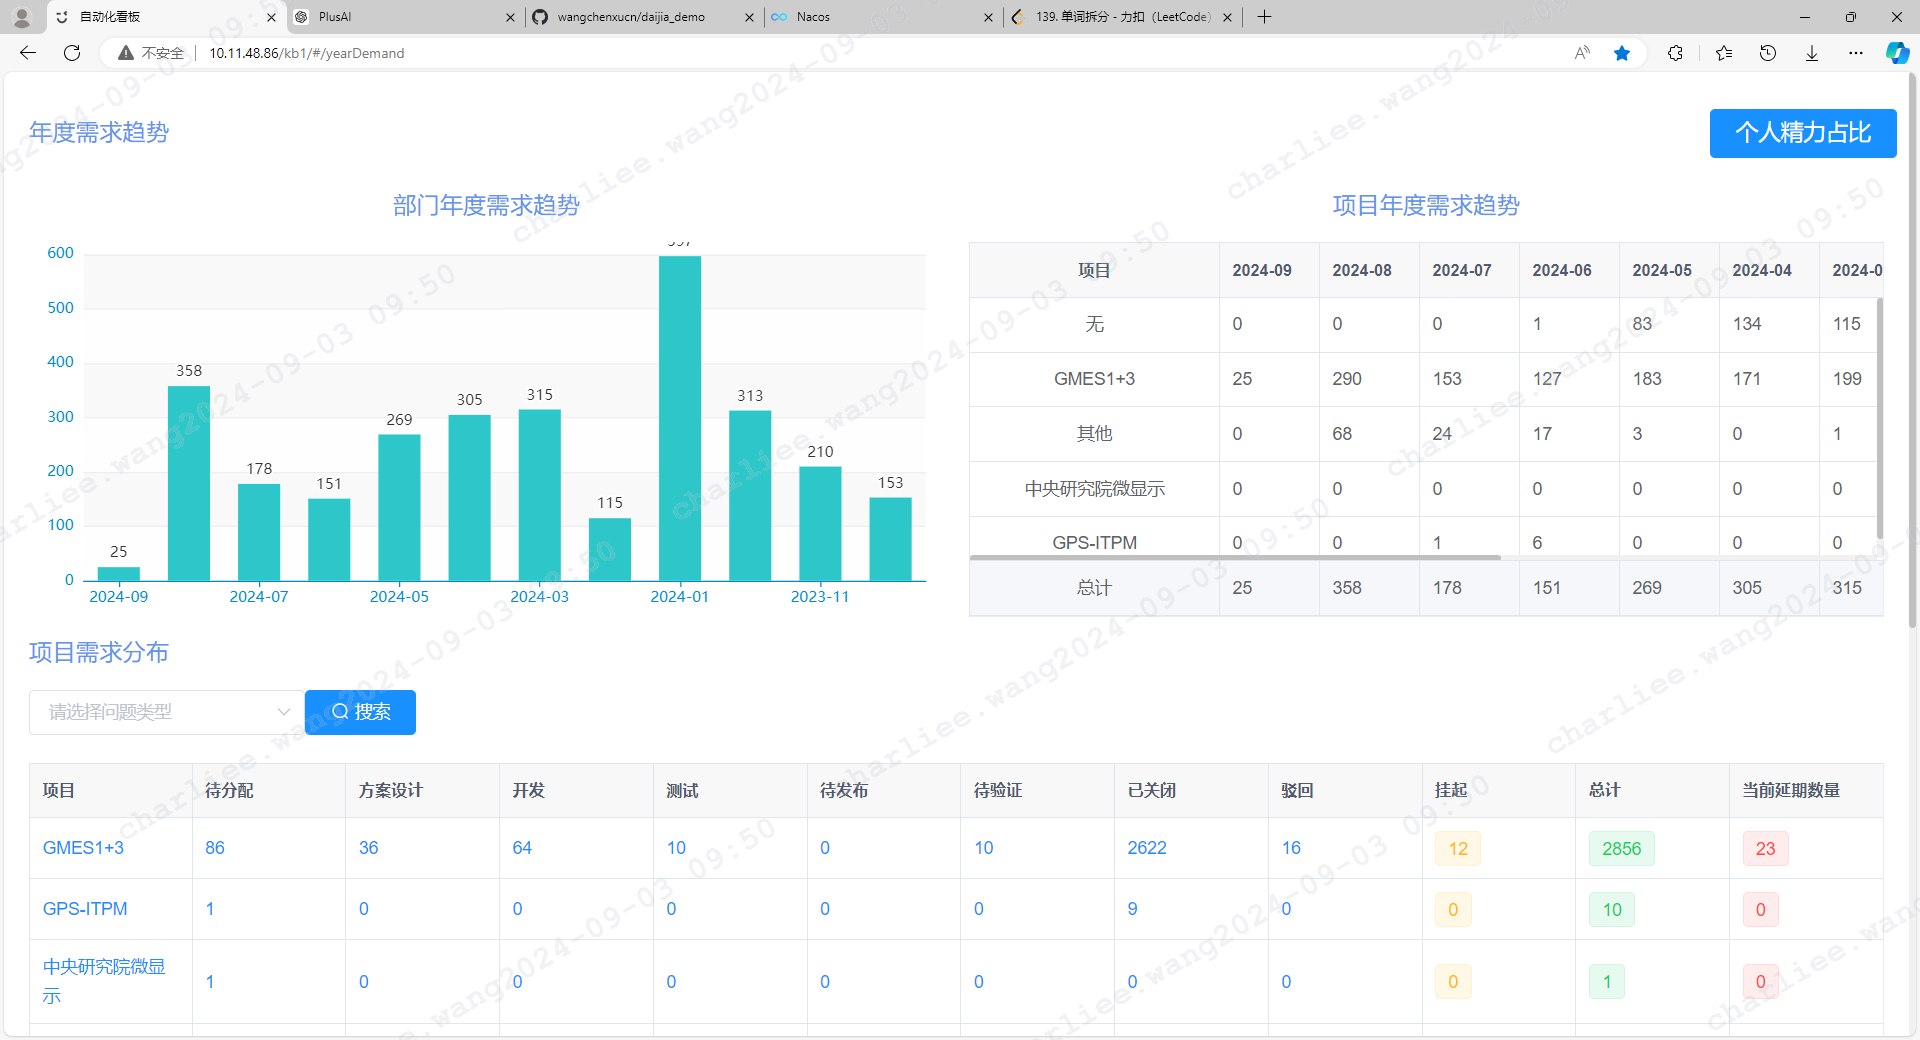 自动化看板
PlusAI
wangchenxucn/daijia_demo
Nacos
139. 单词拆分 - 力扣（LeetCode）
不安全
10.11.48.86/kb1/#/yearDemand
年度需求趋势
个人精力占比
部门年度需求趋势
项目年度需求趋势
600
500
400
300
200
100
0
25
358
178
151
269
305
315
115
597
313
210
153
2024-09
2024-07
2024-05
2024-03
2024-01
2023-11
项目 2024-09 2024-08 2024-07 2024-06 2024-05 2024-04 2024-0
无 0 0 0 1 83 134 115
GMES1+3 25 290 153 127 183 171 199
其他 0 68 24 17 3 0 1
中央研究院微显示 0 0 0 0 0 0 0
GPS-ITPM 0 0 1 6 0 0 0
总计 25 358 178 151 269 305 315
项目需求分布
请选择问题类型
搜索
项目 待分配 方案设计 开发 测试 待发布 待验证 已关闭 驳回 挂起 总计 当前延期数量
GMES1+3 86 36 64 10 0 10 2622 16 12 2856 23
GPS-ITPM 1 0 0 0 0 0 9 0 0 10 0
中央研究院微显
示 1 0 0 0 0 0 0 0 0 1 0
charliee.wang2024-09-03 09:50